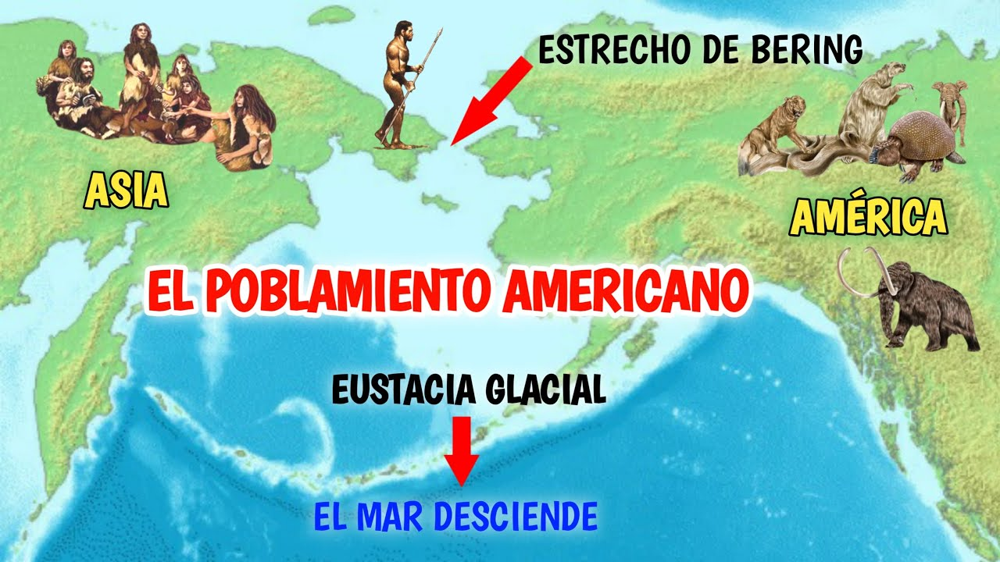 ESTRECHO DE BERING
ASIA
AMÉRICA
EL POBLAMIENTO AMERICANO
EUSTACIA GLACIAL
EL MAR DESCIENDE